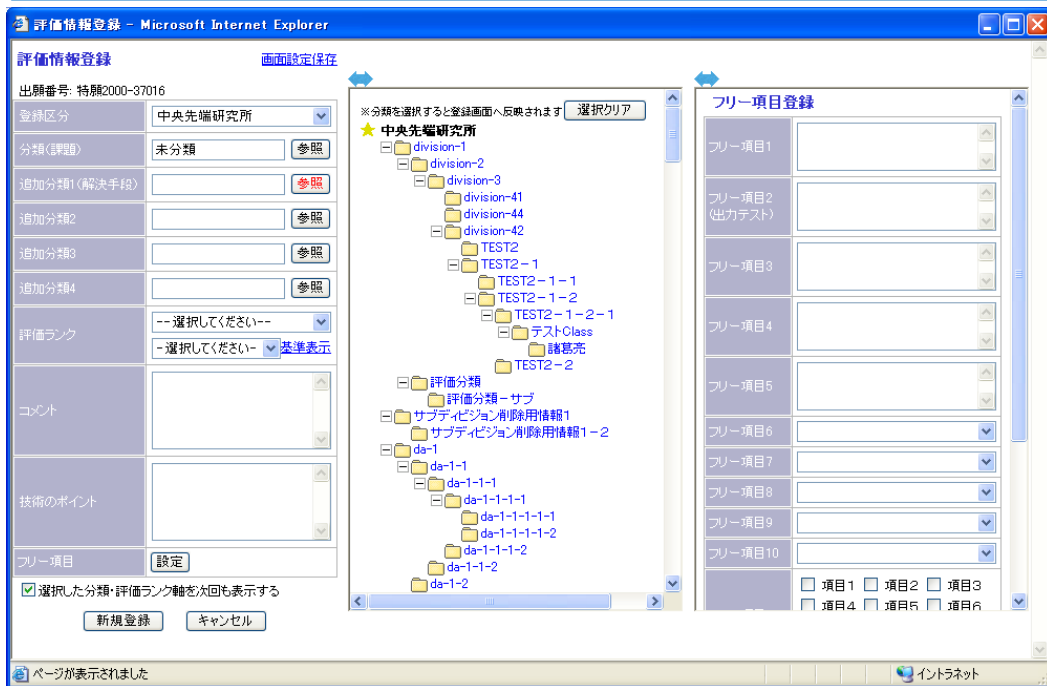 評価情報登録 - Microsoft Internet Explorer
評価情報登録
画面設定保存
出願番号: 特願2000-37016
登録区分
中央先端研究所
分類(課題)
未分類
参照
追加分類1(解決手段)
参照
追加分類2
参照
追加分類3
参照
追加分類4
参照
評価ランク
--選択してください--
-選択してください-
基準表示
コメント
技術のポイント
フリー項目
設定
選択した分類・評価ランク軸を次回も表示する
新規登録
キャンセル
※分類を選択すると登録画面へ反映されます
選択クリア
中央先端研究所
division-1
division-2
division-3
division-41
division-44
division-42
TEST2
TEST2-1
TEST2-1-1
TEST2-1-2
TEST2-1-2-1
テストClass
諸葛亮
TEST2-2
評価分類
評価分類-サブ
サブディビジョン削除用情報1
サブディビジョン削除用情報1-2
da-1
da-1-1
da-1-1-1
da-1-1-1-1
da-1-1-1-1-1
da-1-1-1-1-2
da-1-1-1-2
da-1-1-2
da-1-2
フリー項目登録
フリー項目1
フリー項目2
(出力テスト)
フリー項目3
フリー項目4
フリー項目5
フリー項目6
フリー項目7
フリー項目8
フリー項目9
フリー項目10
項目1 項目2 項目3
項目4 項目5 項目6
ページが表示されました
イントラネット